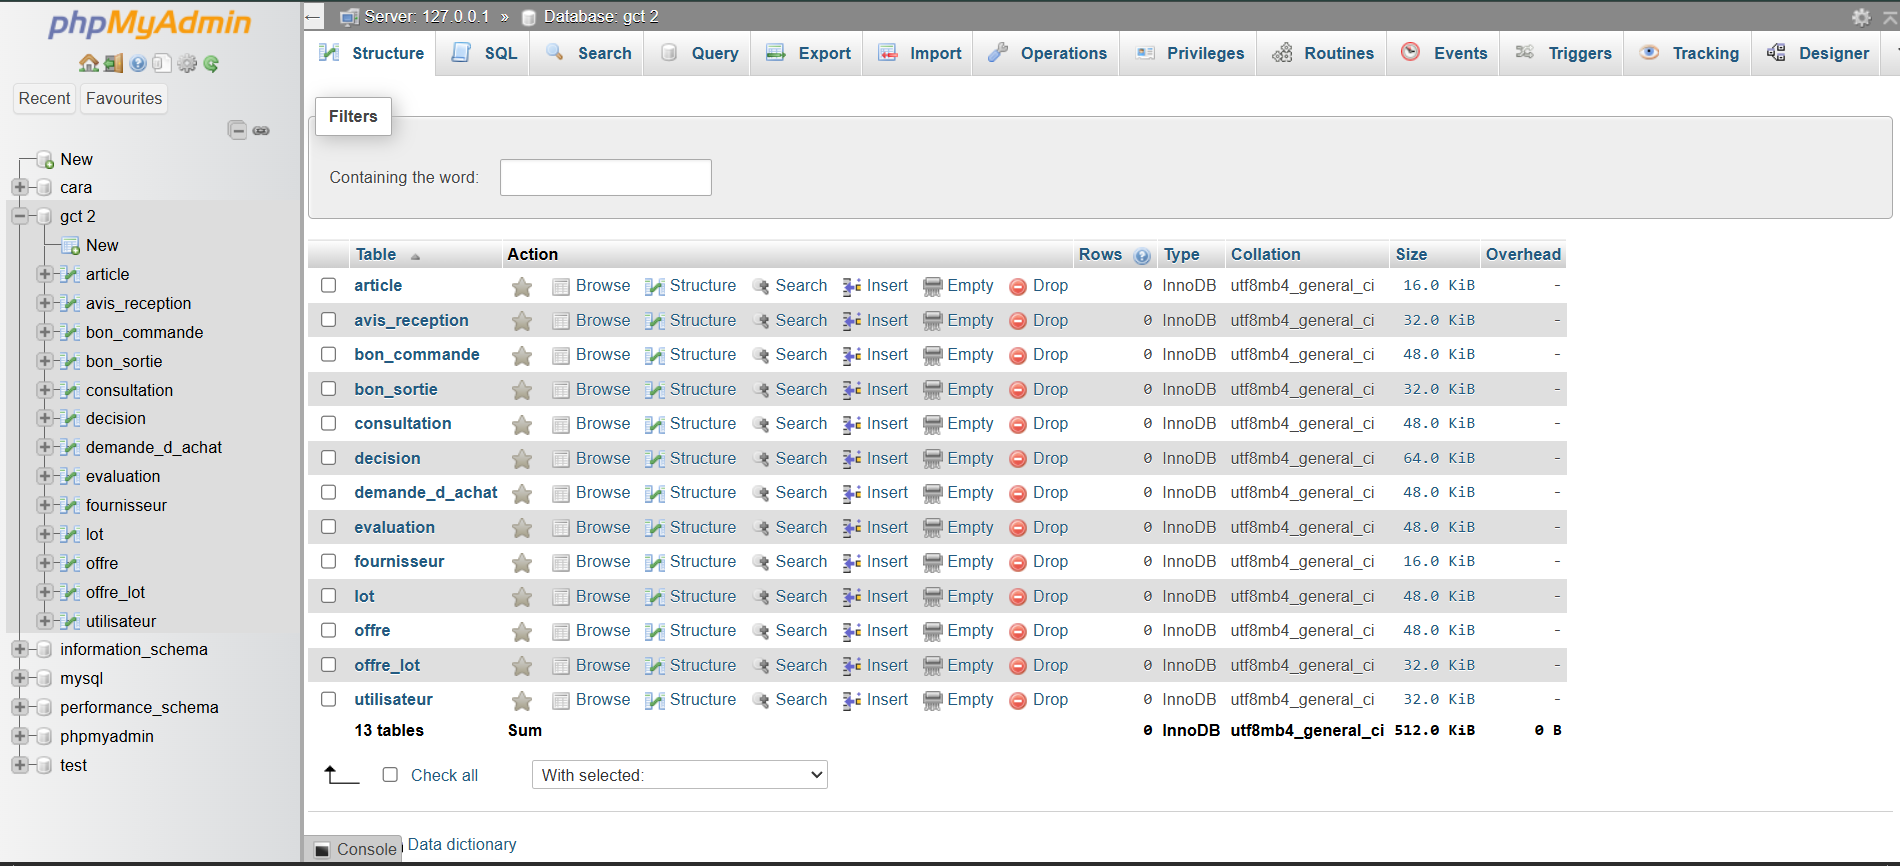 phpMyAdmin
Recent Favourites
New
cara
gct 2
New
article
avis_reception
bon_commande
bon_sortie
consultation
decision
demande_d_achat
evaluation
fournisseur
lot
offre
offre_lot
utilisateur
information_schema
mysql
performance_schema
phpmyadmin
test
Server: 127.0.0.1 » Database: gct 2
Structure SQL Search Query Export Import Operations Privileges Routines Events Triggers Tracking Designer
Filters
Containing the word:
Table Action Rows Type Collation Size Overhead
article Browse Structure Search Insert Empty Drop 0 InnoDB utf8mb4_general_ci 16.0 KiB -
avis_reception Browse Structure Search Insert Empty Drop 0 InnoDB utf8mb4_general_ci 32.0 KiB -
bon_commande Browse Structure Search Insert Empty Drop 0 InnoDB utf8mb4_general_ci 48.0 KiB -
bon_sortie Browse Structure Search Insert Empty Drop 0 InnoDB utf8mb4_general_ci 32.0 KiB -
consultation Browse Structure Search Insert Empty Drop 0 InnoDB utf8mb4_general_ci 48.0 KiB -
decision Browse Structure Search Insert Empty Drop 0 InnoDB utf8mb4_general_ci 64.0 KiB -
demande_d_achat Browse Structure Search Insert Empty Drop 0 InnoDB utf8mb4_general_ci 48.0 KiB -
evaluation Browse Structure Search Insert Empty Drop 0 InnoDB utf8mb4_general_ci 48.0 KiB -
fournisseur Browse Structure Search Insert Empty Drop 0 InnoDB utf8mb4_general_ci 16.0 KiB -
lot Browse Structure Search Insert Empty Drop 0 InnoDB utf8mb4_general_ci 48.0 KiB -
offre Browse Structure Search Insert Empty Drop 0 InnoDB utf8mb4_general_ci 48.0 KiB -
offre_lot Browse Structure Search Insert Empty Drop 0 InnoDB utf8mb4_general_ci 32.0 KiB -
utilisateur Browse Structure Search Insert Empty Drop 0 InnoDB utf8mb4_general_ci 32.0 KiB -
13 tables Sum 0 InnoDB utf8mb4_general_ci 512.0 KiB 0 B
Check all With selected:
Console Data dictionary